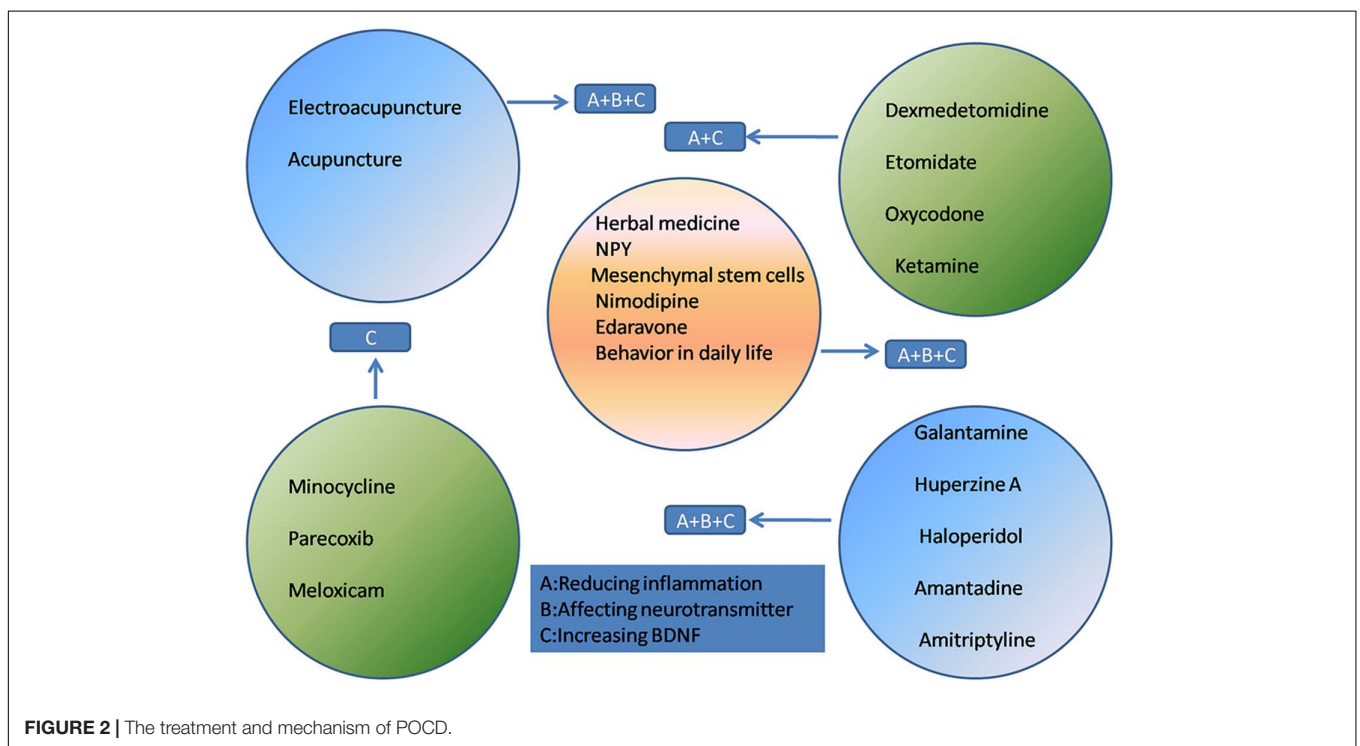 Electroacupuncture
Acupuncture
A+B+C
A+C
Dexmedetomidine
Etomidate
Oxycodone
Ketamine
Herbal medicine
NPY
Mesenchymal stem cells
Nimodipine
Edaravone
Behavior in daily life
A+B+C
C
Minocycline
Parecoxib
Meloxicam
A+B+C
Galantamine
Huperzine A
Haloperidol
Amantadine
Amitriptyline
A:Reducing inflammation
B:Affecting neurotransmitter
C:Increasing BDNF
FIGURE 2 | The treatment and mechanism of POCD.